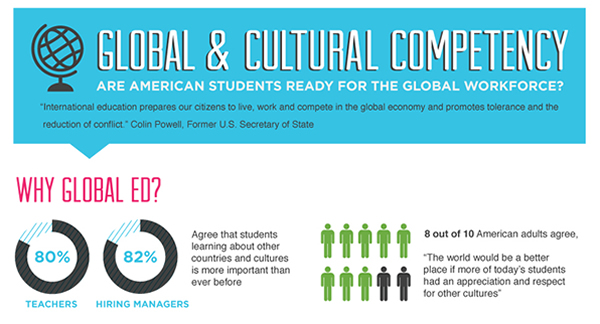 GLOBAL & CULTURAL COMPETENCY
ARE AMERICAN STUDENTS READY FOR THE GLOBAL WORKFORCE?
“International education prepares our citizens to live, work and compete in the global economy and promotes tolerance and the
reduction of conflict.” Colin Powell, Former U.S. Secretary of State
WHY GLOBAL ED?
80%
TEACHERS
82%
HIRING MANAGERS
Agree that students
learning about other
countries and cultures
is more important than
ever before
8 out of 10 American adults agree,
“The world would be a better
place if more of today’s students
had an appreciation and respect
for other cultures”